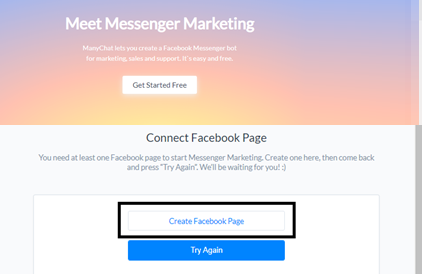 Meet Messenger Marketing
ManyChat lets you create a Facebook Messenger bot
for marketing, sales and support. It's easy and free.
Get Started Free
Connect Facebook Page
You need at least one Facebook page to start Messenger Marketing. Create one here, then come back
and press "Try Again". We'll be waiting for you! :)
Create Facebook Page
Try Again